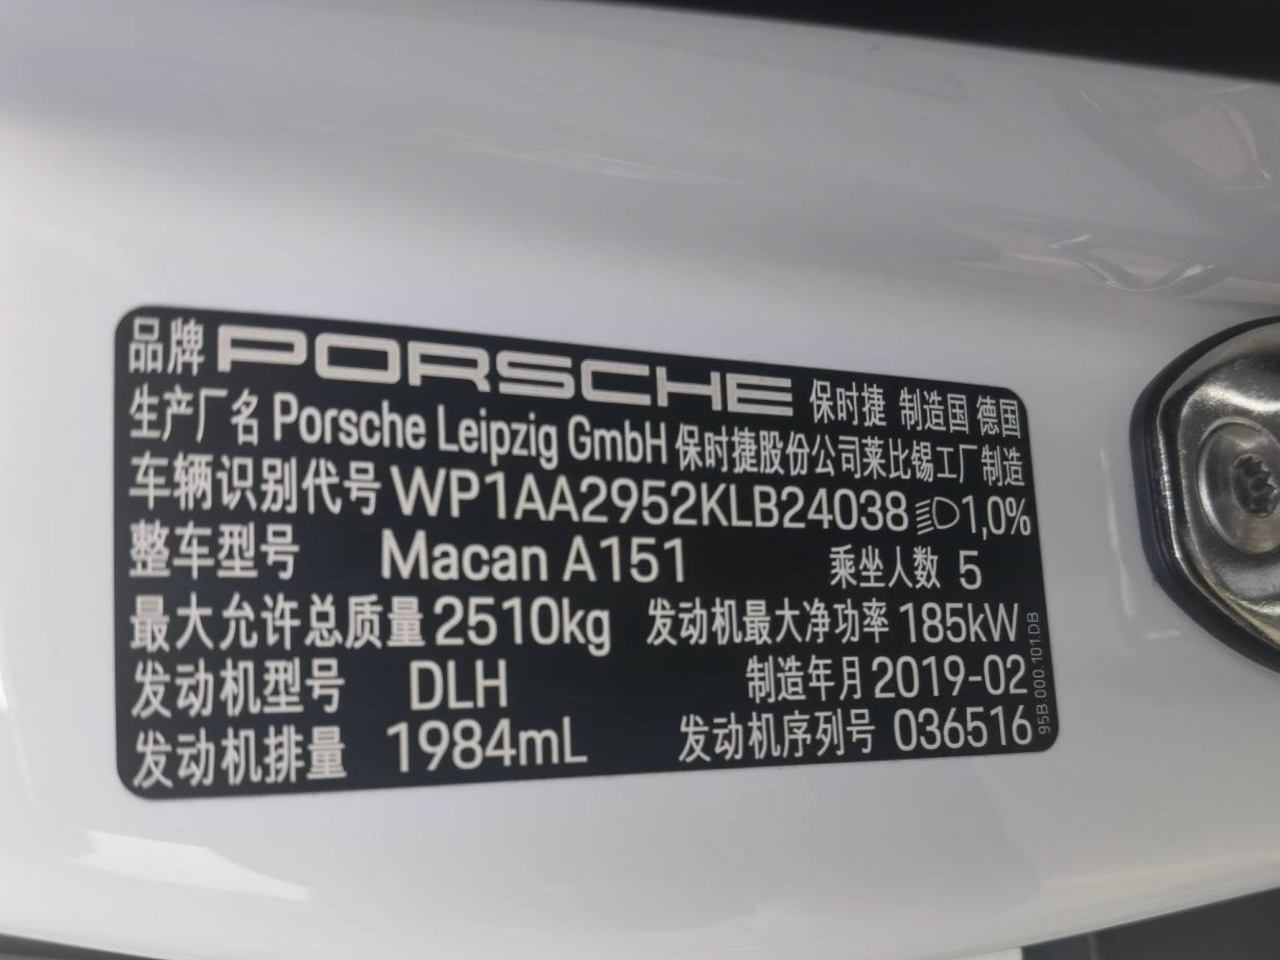 品牌 PORSCHE 保时捷 制造国 德国
生产厂名 Porsche Leipzig GmbH 保时捷股份公司莱比锡工厂制造
车辆识别代号 WP1AA2952KLB24038 1,0%
整车型号 Macan A151 乘坐人数 5
最大允许总质量 2510kg 发动机最大净功率 185kW
发动机型号 DLH 制造年月 2019-02
发动机排量 1984mL 发动机序列号 036516
95B.000.101.DB